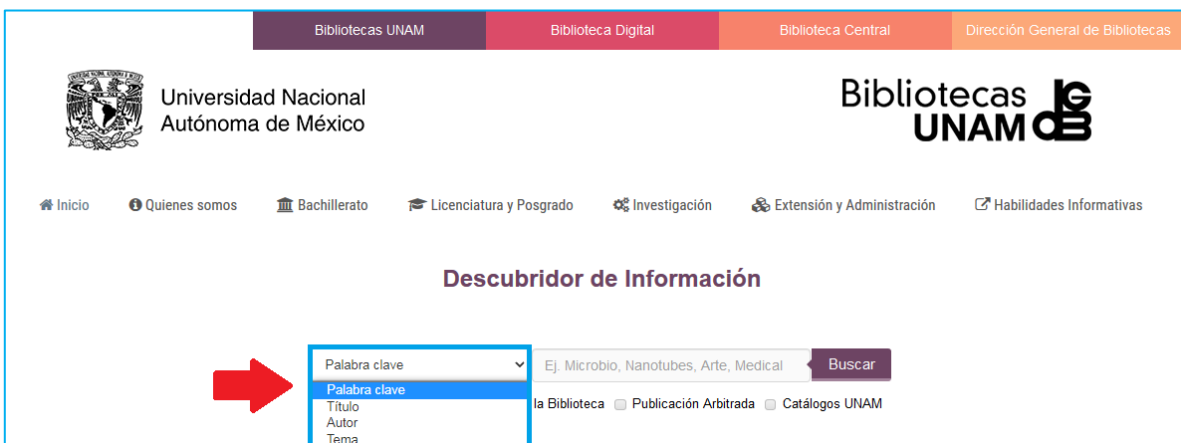 Bibliotecas UNAM Biblioteca Digital Biblioteca Central Dirección General de Bibliotecas
Universidad Nacional
Autónoma de México
Bibliotecas
UNAM
Inicio Quienes somos Bachillerato Licenciatura y Posgrado Investigación Extensión y Administración Habilidades Informativas
Descubridor de Información
Palabra clave Ej. Microbio, Nanotubes, Arte, Medical Buscar
Palabra clave
Título la Biblioteca Publicación Arbitrada Catálogos UNAM
Autor
Tema